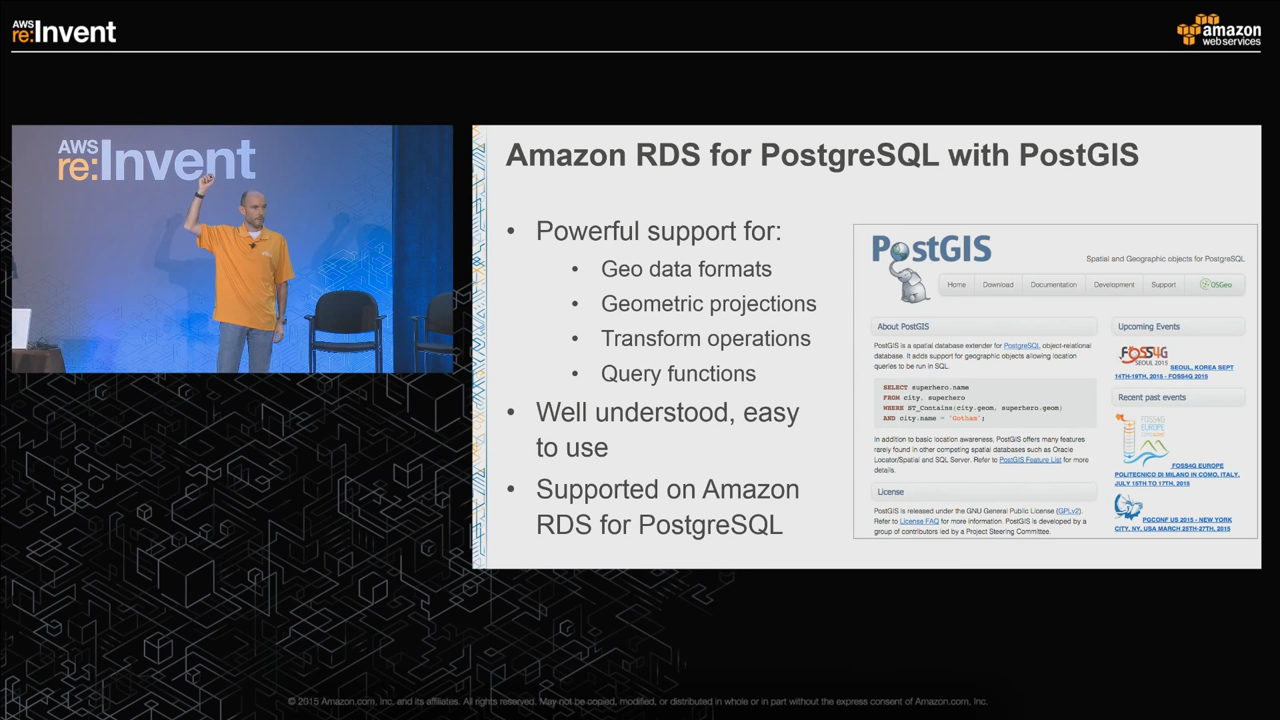 AWS
re:Invent
amazon
web services
AWS
re:Invent
Amazon RDS for PostgreSQL with PostGIS
• Powerful support for:
• Geo data formats
• Geometric projections
• Transform operations
• Query functions
• Well understood, easy
to use
• Supported on Amazon
RDS for PostgreSQL
PostGIS
Spatial and Geographic objects for PostgreSQL
Home Download Documentation Development Support OSGeo
About PostGIS
PostGIS is a spatial database extender for PostgreSQL object-relational
database. It adds support for geographic objects allowing location
queries to be run in SQL.
SELECT superhero.name
FROM city, superhero
WHERE ST_Contains(city.geom, superhero.geom)
AND city.name = 'Gotham';
In addition to basic location awareness, PostGIS offers many features
rarely found in other competing spatial databases such as Oracle
Locator/Spatial and SQL Server. Refer to PostGIS Feature List for more
details.
License
PostGIS is released under the GNU General Public License (GPLv2).
Refer to License FAQ for more information. PostGIS is developed by a
group of contributors led by a Project Steering Committee.
Upcoming Events
FOSS4G
SEOUL 2015
SEOUL, KOREA SEPT
14TH-19TH, 2015 - FOSS4G 2015
Recent past events
FOSS4G
EUROPE
FOSS4G EUROPE
POLITECNICO DI MILANO IN COMO, ITALY,
JULY 15TH TO 17TH, 2015
PGCONF US 2015 - NEW YORK
CITY, NY, USA MARCH 25TH-27TH, 2015
© 2015 Amazon.com, Inc. and its affiliates. All rights reserved. May not be copied, modified, or distributed in whole or in part without the express consent of Amazon.com, Inc.